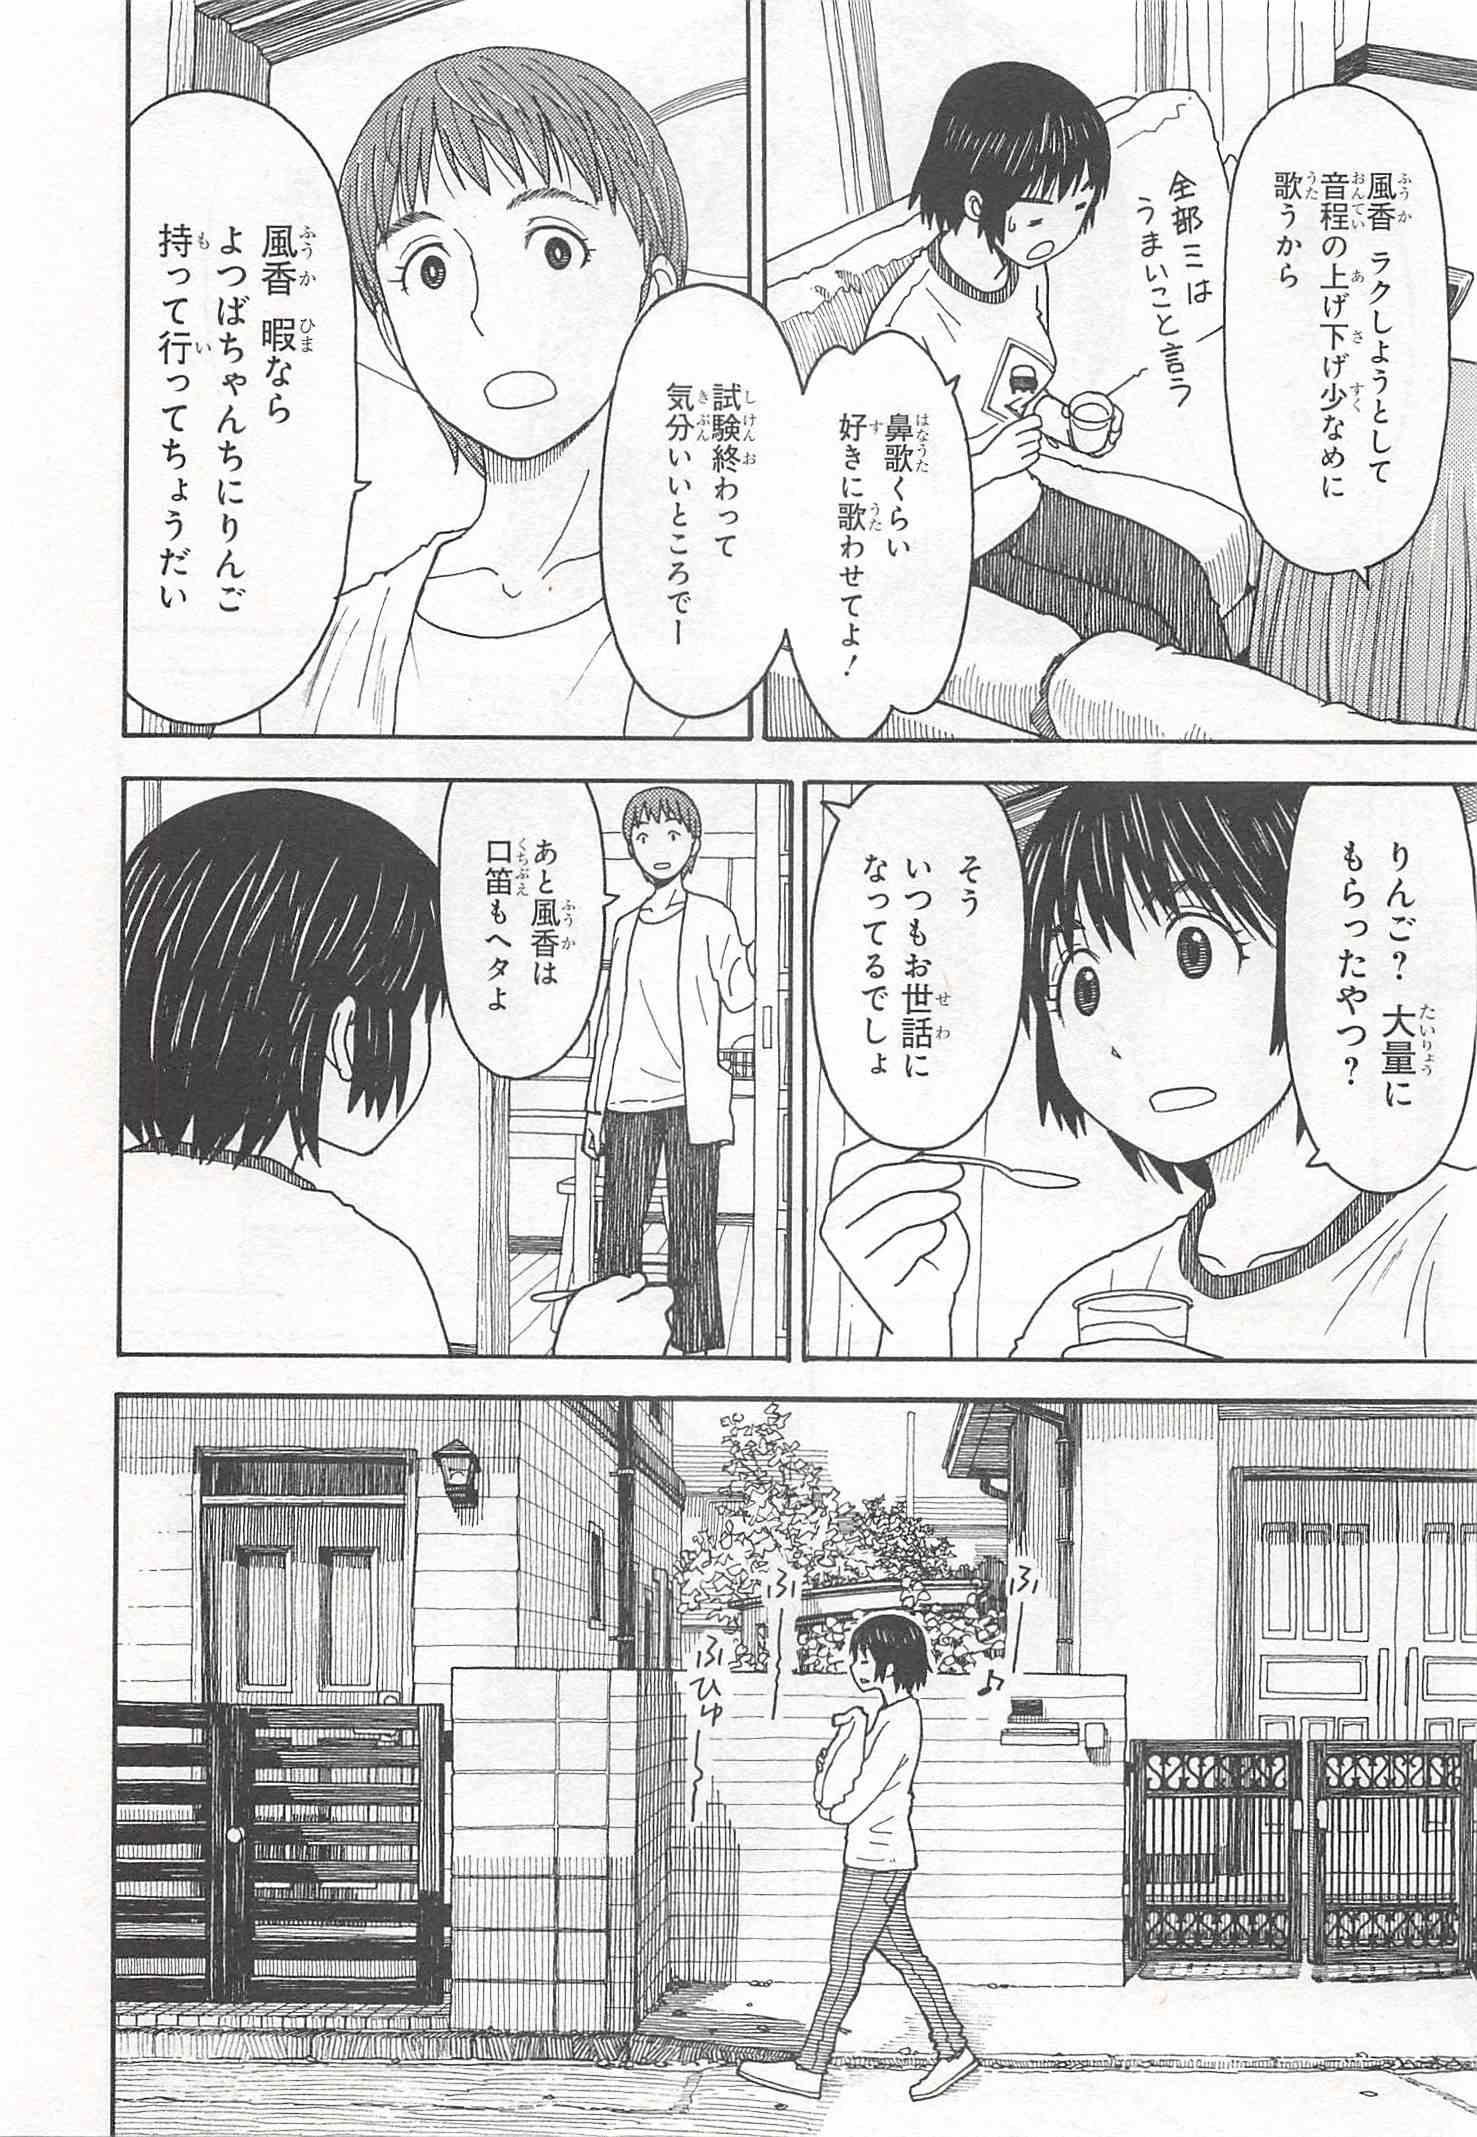 風香 ラクしようとして
音程の上げ下げ少なめに
歌うから
全部ミは
うまいこと言う
鼻歌くらい
好きに歌わせてよ！
試験終わって
気分いいところでー
風香 暇なら
よつばちゃんちにりんご
持って行ってちょうだい
りんご？ 大量に
もらったやつ？
そう
いつもお世話に
なってるでしょ
あと風香は
口笛もヘタよ
ふー♪
ふー
ふひゅー